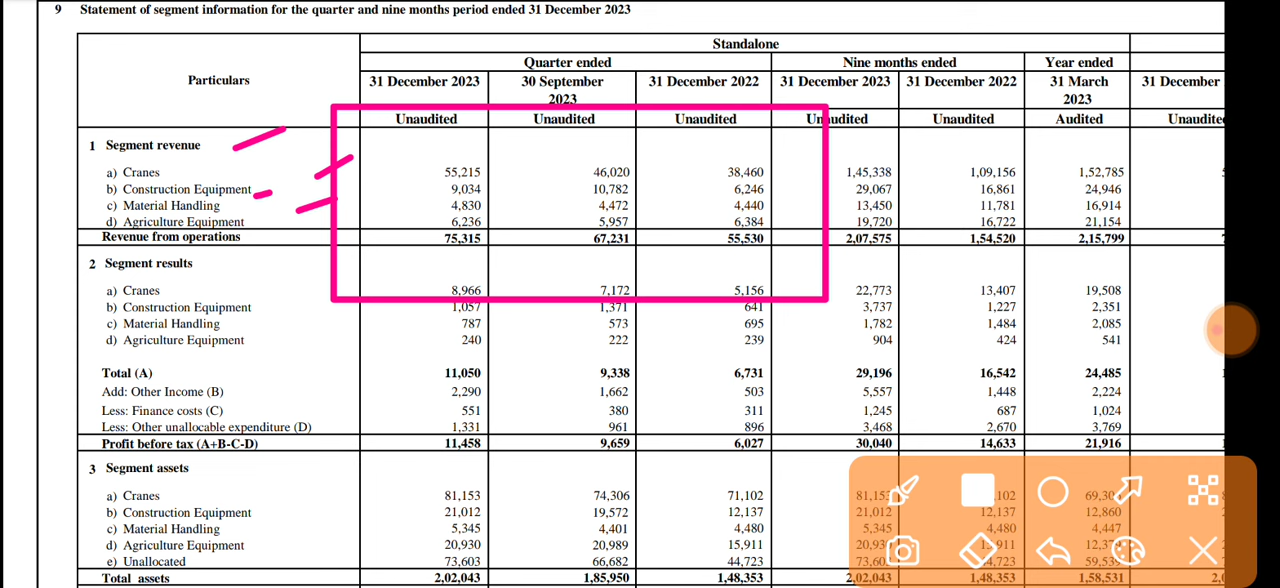 9 Statement of segment information for the quarter and nine months period ended 31 December 2023
Standalone
Particulars
Quarter ended Nine months ended Year ended
31 December 2023 30 September 2023 31 December 2022 31 December 2023 31 December 2022 31 March 2023 31 December
Unaudited Unaudited Unaudited Unaudited Unaudited Audited Unaudite
1 Segment revenue
a) Cranes 55,215 46,020 38,460 1,45,338 1,09,156 1,52,785
b) Construction Equipment 9,034 10,782 6,246 29,067 16,861 24,946
c) Material Handling 4,830 4,472 4,440 13,450 11,781 16,914
d) Agriculture Equipment 6,236 5,957 6,384 19,720 16,722 21,154
Revenue from operations 75,315 67,231 55,530 2,07,575 1,54,520 2,15,799
2 Segment results
a) Cranes 8,966 7,172 5,156 22,773 13,407 19,508
b) Construction Equipment 1,057 1,371 641 3,737 1,227 2,351
c) Material Handling 787 573 695 1,782 1,484 2,085
d) Agriculture Equipment 240 222 239 904 424 541
Total (A) 11,050 9,338 6,731 29,196 16,542 24,485
Add: Other Income (B) 2,290 1,662 503 5,557 1,448 2,224
Less: Finance costs (C) 551 380 311 1,245 687 1,024
Less: Other unallocable expenditure (D) 1,331 961 896 3,468 2,670 3,769
Profit before tax (A+B-C-D) 11,458 9,659 6,027 30,040 14,633 21,916
3 Segment assets
a) Cranes 81,153 74,306 71,102 81,153
b) Construction Equipment 21,012 19,572 12,137 21,012 12,137 12,860
c) Material Handling 5,345 4,401 4,480 5,345 4,480 4,447
d) Agriculture Equipment 20,930 20,989 15,911
e) Unallocated 73,603 66,682 44,723
Total assets 2,02,043 1,85,950 1,48,353 2,02,043 1,48,353 1,58,531